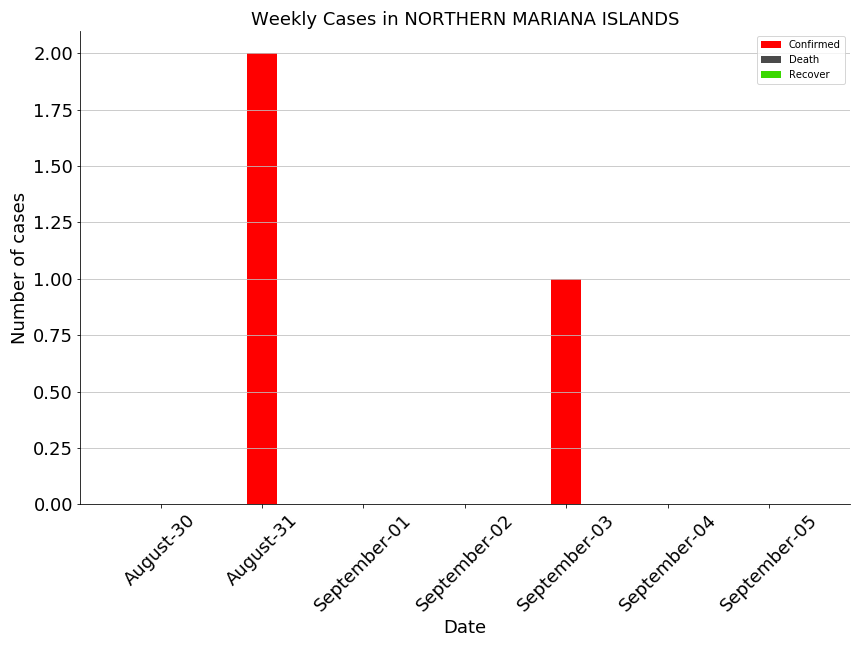 Weekly Cases in NORTHERN MARIANA ISLANDS
Confirmed
Death
Recover
Number of cases
2.00
1.75
1.50
1.25
1.00
0.75
0.50
0.25
0.00
August-30
August-31
September-01
September-02
September-03
September-04
September-05
Date